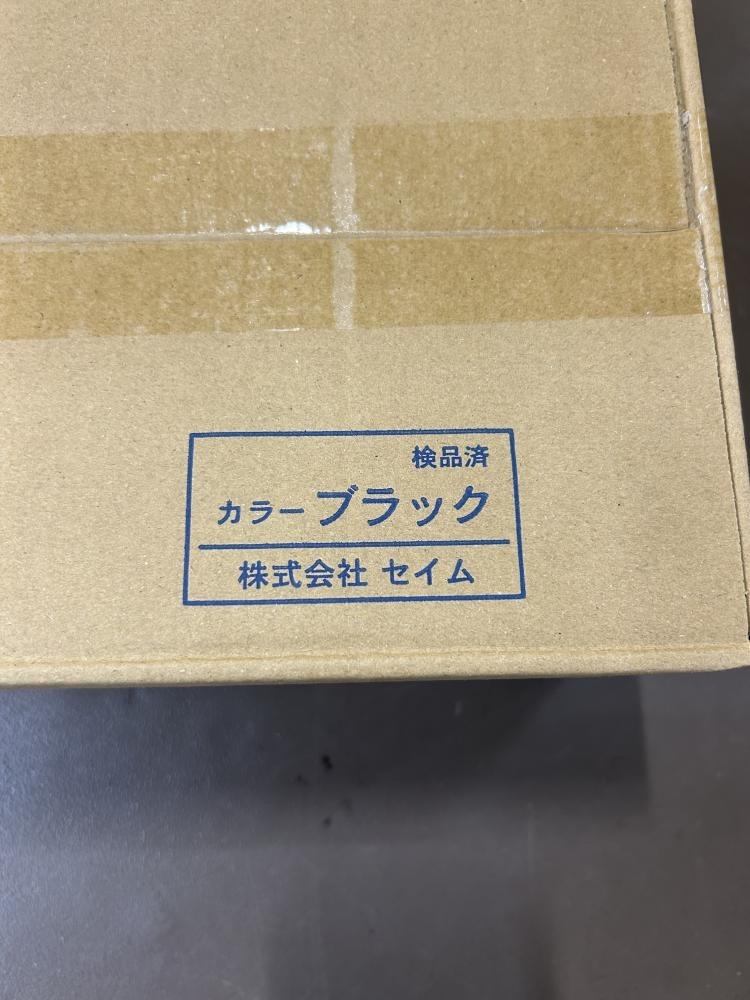 検品済
カラー ブラック
株式会社 セイム